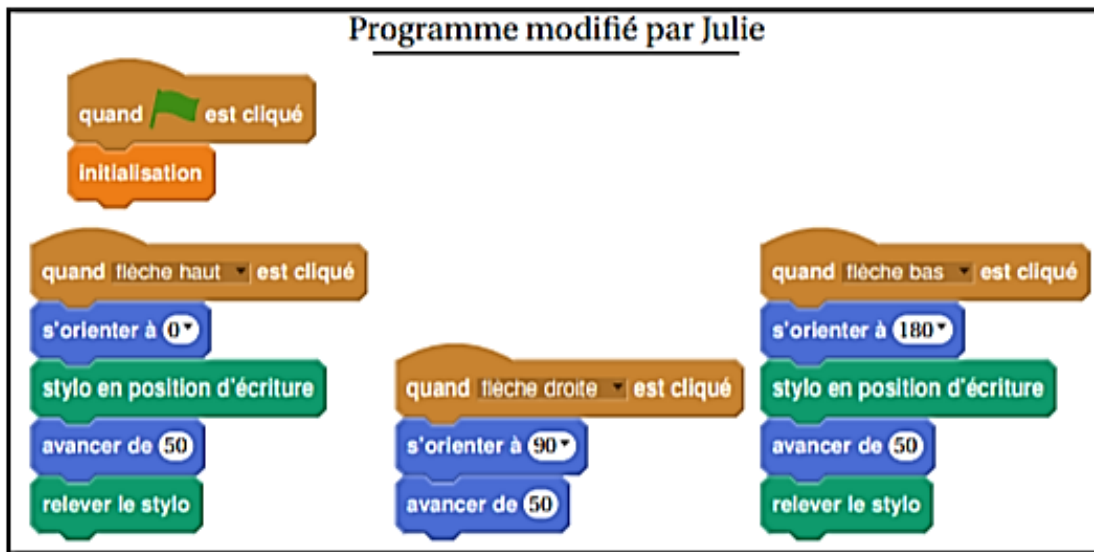 Programme modifié par Julie
quand est cliqué
initialisation
quand flèche haut est cliqué
s'orienter à 0
stylo en position d'écriture
avancer de 50
relever le stylo
quand flèche droite est cliqué
s'orienter à 90
avancer de 50
quand flèche bas est cliqué
s'orienter à 180
stylo en position d'écriture
avancer de 50
relever le stylo